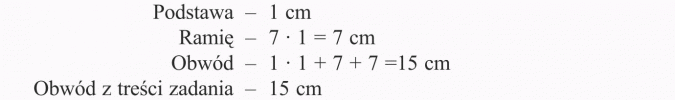 Podstawa – 1 cm
Ramię – 7 · 1 = 7 cm
Obwód – 1 · 1 + 7 + 7 =15 cm
Obwód z treści zadania – 15 cm